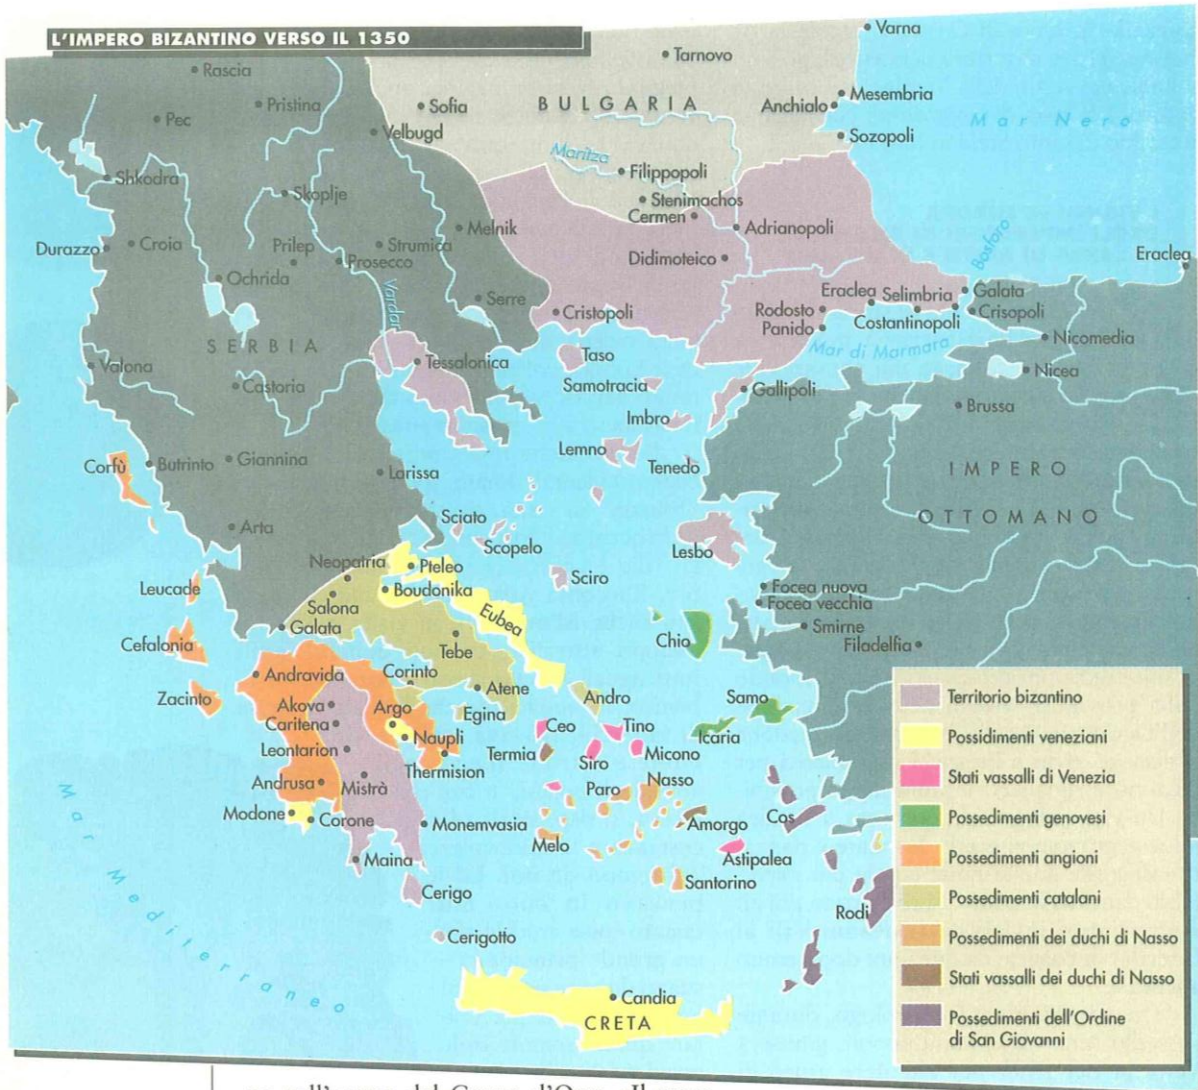 L'IMPERO BIZANTINO VERSO IL 1350
Varna
Tarnovo
Rascia
Pristina
Sofia
BULGARIA
Mesembria
Anchialo
Mar Nero
Pec
Velbugd
Sozopoli
Maritza
Filippopoli
Shkodra
Skoplje
Stenimachos
Cermen
Melnik
Adrianopoli
Durazzo
Croia
Prilep
Strumica
Prosecco
Didimoteico
Bosforo
Eraclea
Ochrida
Vardar
Serre
Eraclea
Selimbria
Galata
Cristopoli
Rodosto
Costantinopoli
Crisopoli
Panido
SERBIA
Mar di Marmara
Nicomedia
Valona
Tessalonica
Taso
Nicea
Castoria
Samotracia
Gallipoli
Brussa
Imbro
Lemno
Tenedo
Corfù
Butrinto
Giannina
Larissa
IMPERO
OTTOMANO
Arta
Sciato
Scopelo
Lesbo
Neopatria
Pteleo
Leucade
Boudonika
Sciro
Focea nuova
Salona
Focea vecchia
Eubea
Galata
Smirne
Cefalonia
Tebe
Chio
Filadelfia
Andravida
Corinto
Atene
Zacinto
Akova
Argo
Egina
Andro
Samo
Caritena
Naupli
Ceo
Tino
Icaria
Leontarion
Termia
Siro
Micono
Thermision
Andrusa
Mistrà
Paro
Nasso
Modone
Corone
Monemvasia
Amorgo
Cos
Melo
Maina
Astipalea
Cerigo
Santorino
Rodi
Cerigotto
Mar Mediterraneo
Candia
CRETA
Territorio bizantino
Possidimenti veneziani
Stati vassalli di Venezia
Possedimenti genovesi
Possedimenti angioni
Possedimenti catalani
Possedimenti dei duchi di Nasso
Stati vassalli dei duchi di Nasso
Possedimenti dell'Ordine
di San Giovanni